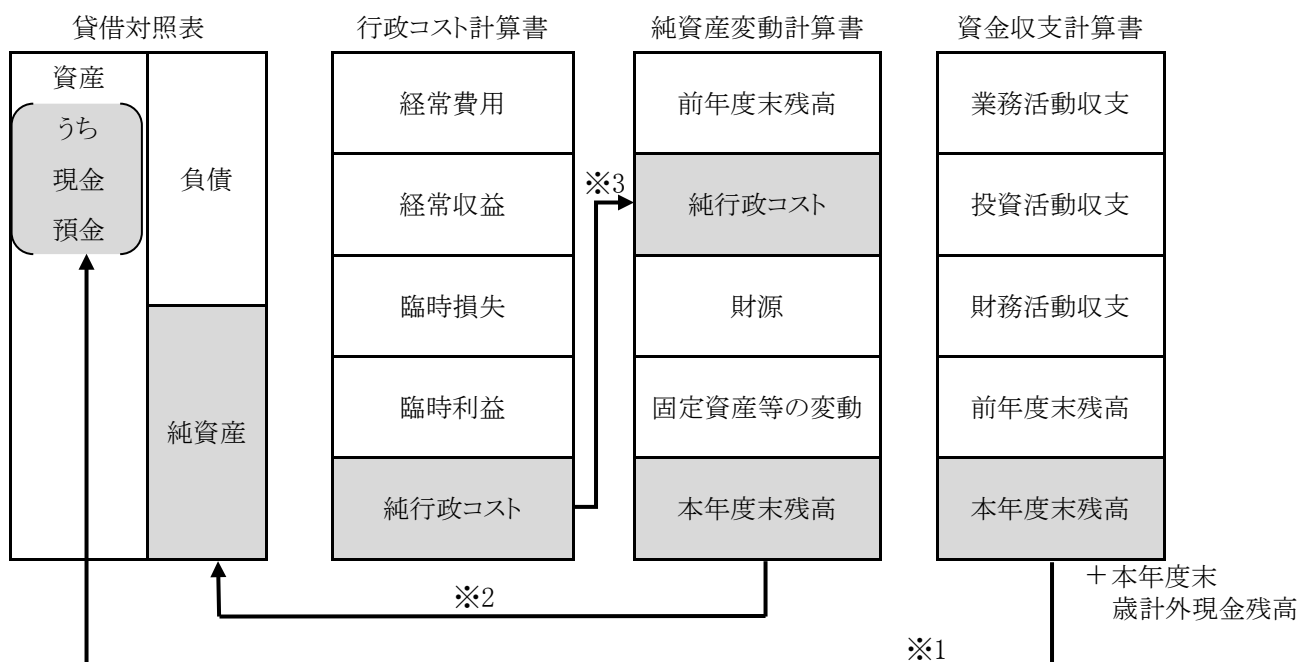 貸借対照表
資産
うち
現金
預金
負債
純資産
行政コスト計算書
経常費用
経常収益
臨時損失
臨時利益
純行政コスト
※3
純資産変動計算書
前年度末残高
純行政コスト
財源
固定資産等の変動
本年度末残高
資金収支計算書
業務活動収支
投資活動収支
財務活動収支
前年度末残高
本年度末残高
※2
＋本年度末
歳計外現金残高
※1